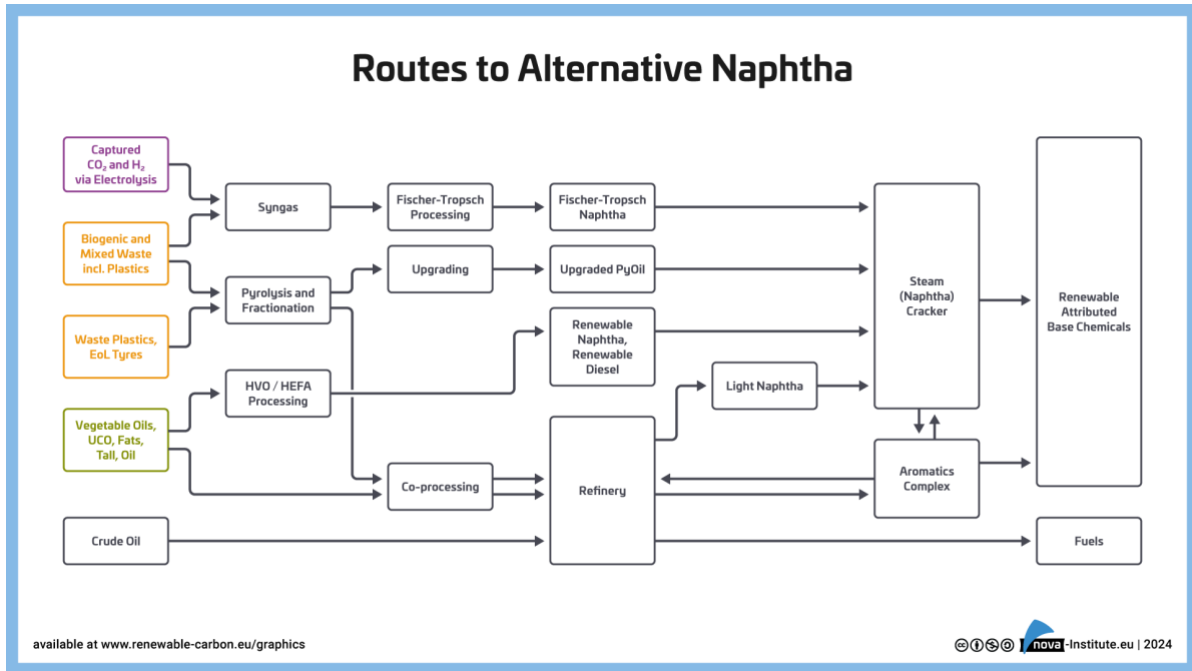 Routes to Alternative Naphtha
Captured
CO₂ and H₂
via Electrolysis
Biogenic and
Mixed Waste
incl. Plastics
Waste Plastics,
EoL Tyres
Vegetable Oils,
UCO, Fats,
Tall, Oil
Crude Oil
Syngas
Pyrolysis and
Fractionation
HVO / HEFA
Processing
Fischer-Tropsch
Processing
Upgrading
Co-processing
Fischer-Tropsch
Naphtha
Upgraded PyOil
Renewable
Naphtha,
Renewable
Diesel
Refinery
Light Naphtha
Steam
(Naphtha)
Cracker
Aromatics
Complex
Renewable
Attributed
Base Chemicals
Fuels
available at www.renewable-carbon.eu/graphics
nova-Institute.eu | 2024